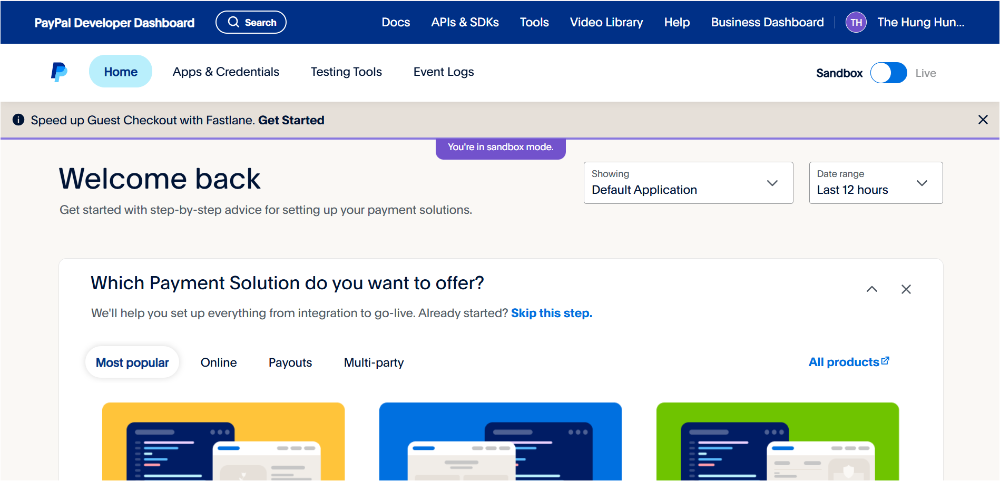 PayPal Developer Dashboard
Search
Docs
APIs & SDKs
Tools
Video Library
Help
Business Dashboard
TH
The Hung Hun...
Home
Apps & Credentials
Testing Tools
Event Logs
Sandbox
Live
Speed up Guest Checkout with Fastlane. Get Started
You're in sandbox mode.
Welcome back
Get started with step-by-step advice for setting up your payment solutions.
Showing
Default Application
Date range
Last 12 hours
Which Payment Solution do you want to offer?
We'll help you set up everything from integration to go-live. Already started? Skip this step.
Most popular
Online
Payouts
Multi-party
All products